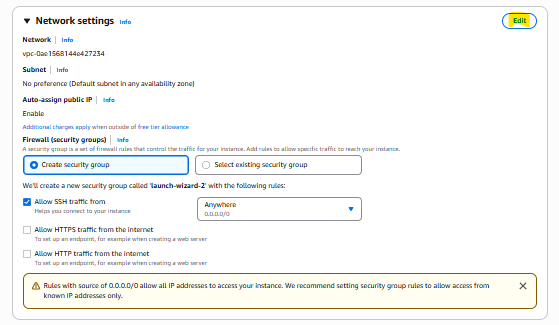 Network settings Info
Edit
Network Info
vpc-0ae1568144e427234
Subnet Info
No preference (Default subnet in any availability zone)
Auto-assign public IP Info
Enable
Additional charges apply when outside of free tier allowance
Firewall (security groups) Info
A security group is a set of firewall rules that control the traffic for your instance. Add rules to allow specific traffic to reach your instance.
Create security group
Select existing security group
We'll create a new security group called 'launch-wizard-2' with the following rules:
Allow SSH traffic from
Helps you connect to your instance
Anywhere
0.0.0.0/0
Allow HTTPS traffic from the internet
To set up an endpoint, for example when creating a web server
Allow HTTP traffic from the internet
To set up an endpoint, for example when creating a web server
Rules with source of 0.0.0.0/0 allow all IP addresses to access your instance. We recommend setting security group rules to allow access from
known IP addresses only.